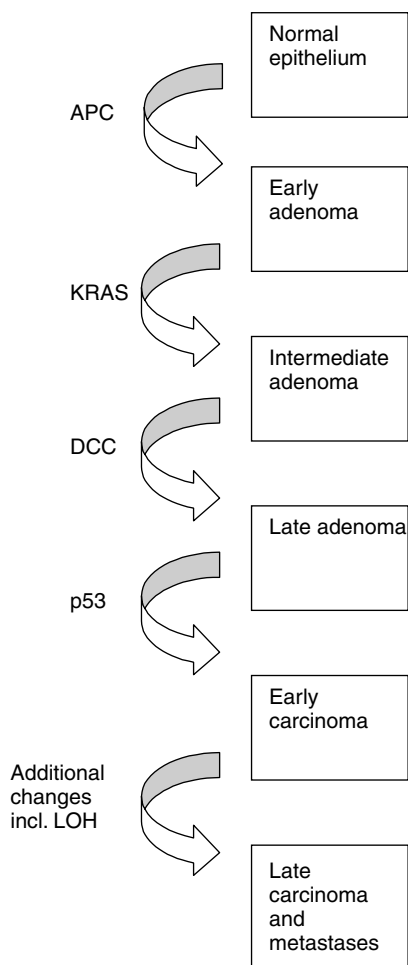 Normal
epithelium
APC
Early
adenoma
KRAS
Intermediate
adenoma
DCC
Late adenoma
p53
Early
carcinoma
Additional
changes
incl. LOH
Late
carcinoma
and
metastases